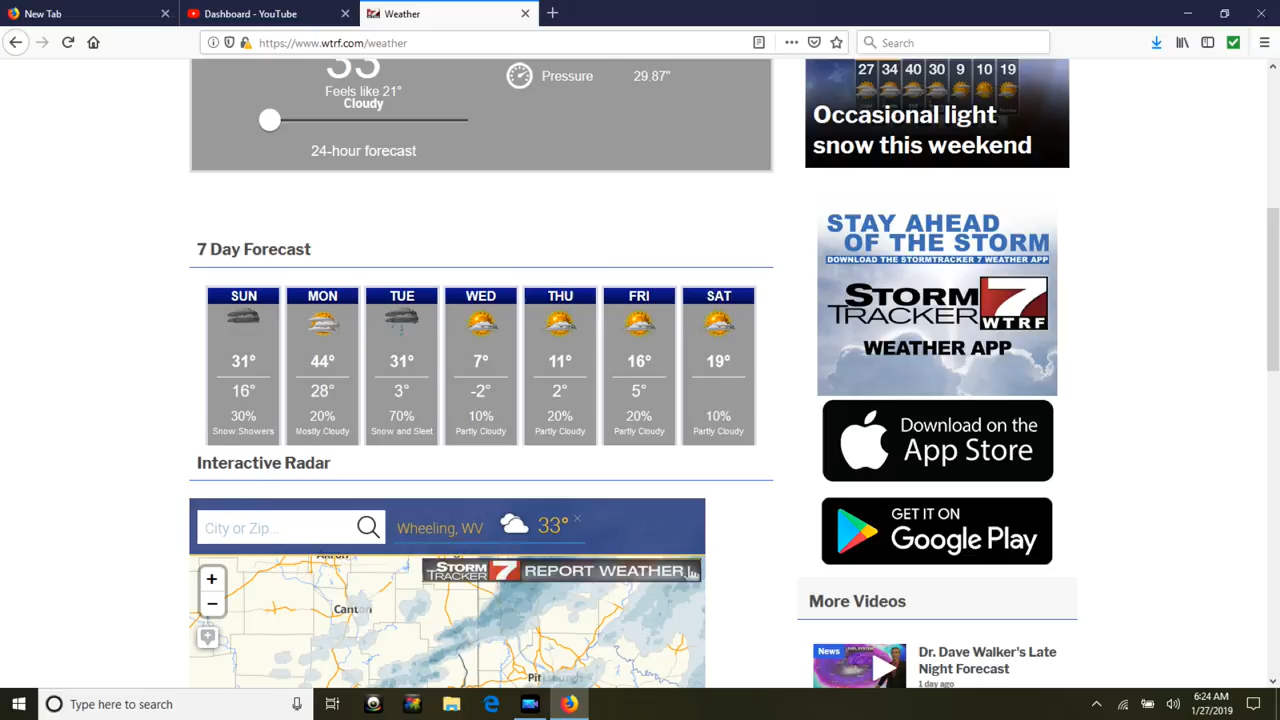 New Tab
Dashboard - YouTube
Weather
https://www.wtrf.com/weather
Search
33°
Feels like 21°
Cloudy
24-hour forecast
Pressure 29.87"
27 34 40 30 9 10 19
Occasional light
snow this weekend
7 Day Forecast
SUN MON TUE WED THU FRI SAT
31° 44° 31° 7° 11° 16° 19°
16° 28° 3° -2° 2° 5°
30% 20% 70% 10% 20% 20% 10%
Snow Showers Mostly Cloudy Snow and Sleet Partly Cloudy Partly Cloudy Partly Cloudy Partly Cloudy
STAY AHEAD
OF THE STORM
DOWNLOAD THE STORMTRACKER 7 WEATHER APP
STORM
TRACKER
7
WTRF
WEATHER APP
Download on the
App Store
GET IT ON
Google Play
Interactive Radar
City or Zip...
Wheeling, WV 33°
STORM
TRACKER 7 REPORT WEATHER
+
−
Akron
Canton
Pittsburgh
More Videos
News
Dr. Dave Walker's Late
Night Forecast
1 day ago
Type here to search
6:24 AM
1/27/2019